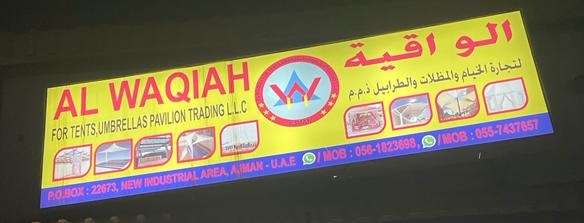 AL WAQIAH
الواقية
FOR TENTS,UMBRELLAS PAVILION TRADING L.L.C
لتجارة الخيام والمظلات والطرابيل ذ.م.م
P.O.BOX : 22673, NEW INDUSTRIAL AREA, AJMAN - U.A.E / MOB : 056-1823698, / MOB : 055-7437657